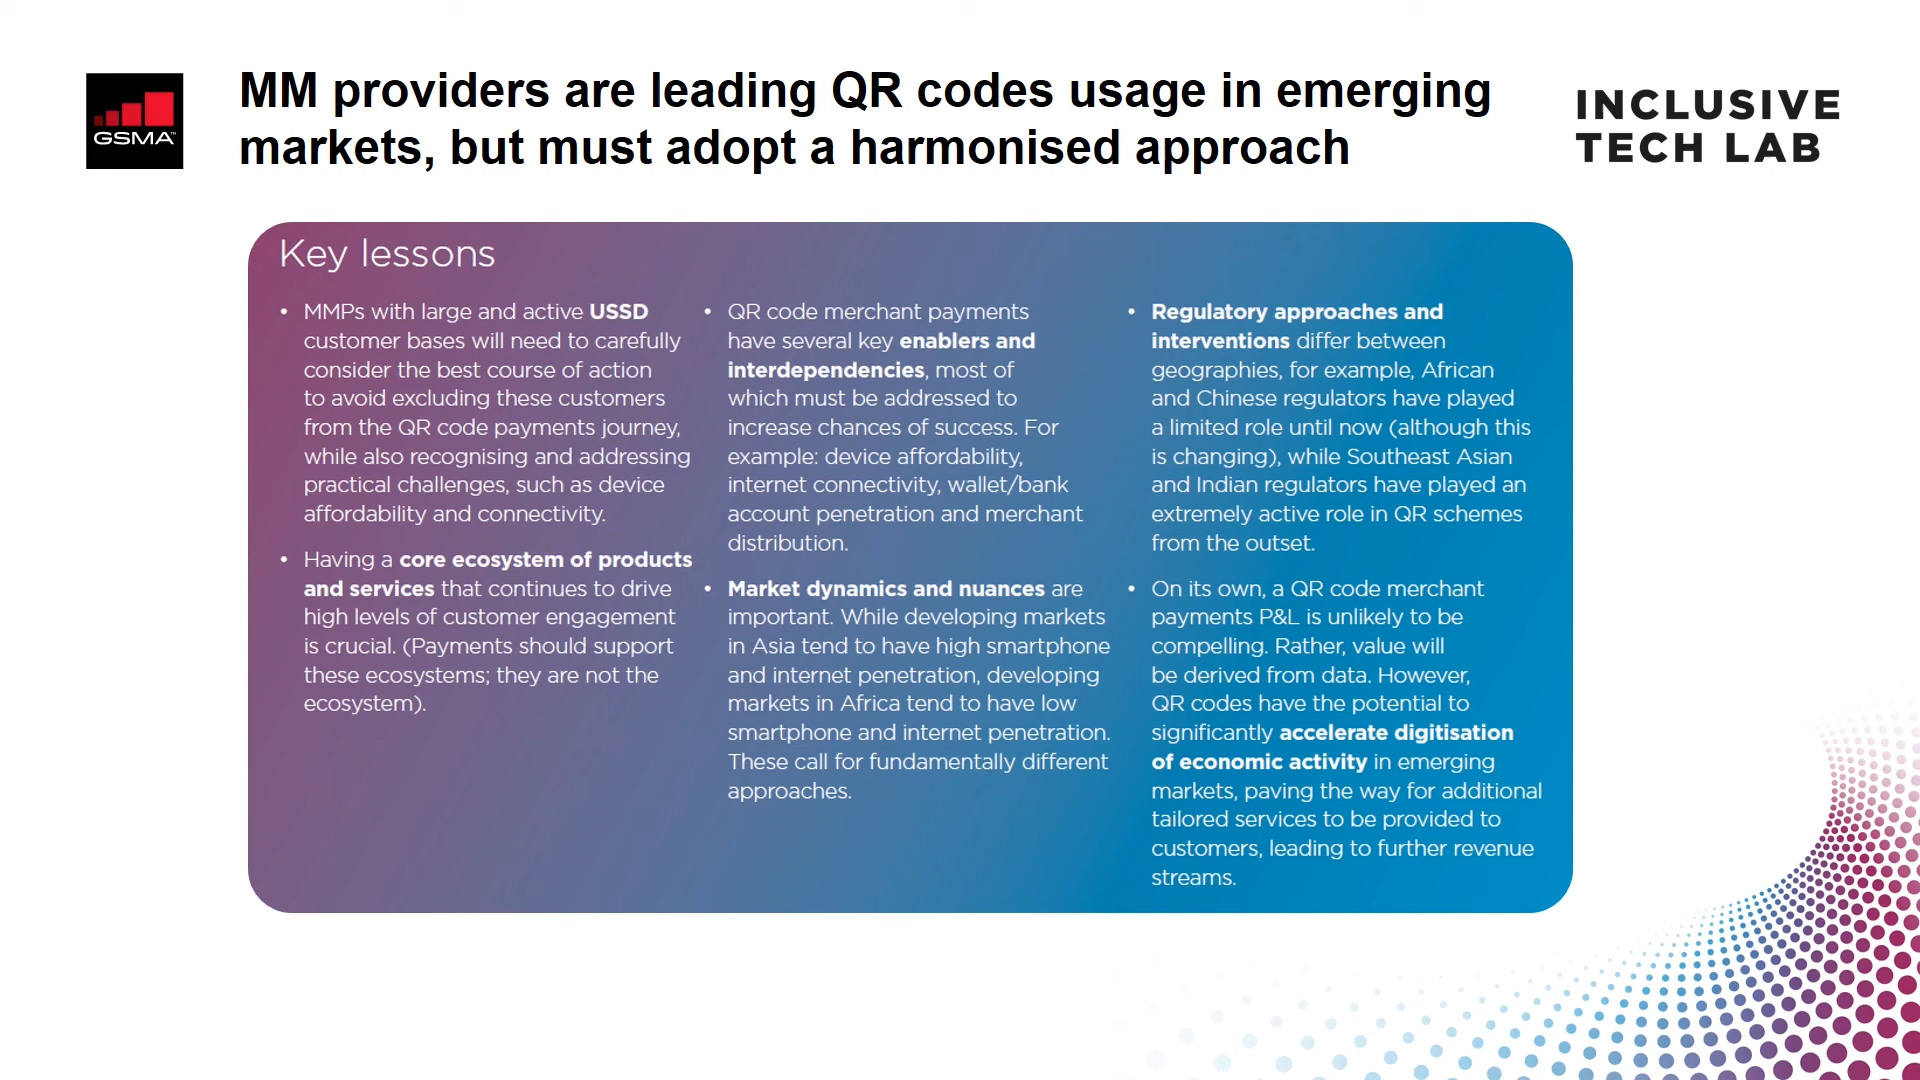 GSMA™
MM providers are leading QR codes usage in emerging
markets, but must adopt a harmonised approach
INCLUSIVE
TECH LAB
Key lessons
• MMPs with large and active USSD
customer bases will need to carefully
consider the best course of action
to avoid excluding these customers
from the QR code payments journey,
while also recognising and addressing
practical challenges, such as device
affordability and connectivity.
• Having a core ecosystem of products
and services that continues to drive
high levels of customer engagement
is crucial. (Payments should support
these ecosystems; they are not the
ecosystem).
• QR code merchant payments
have several key enablers and
interdependencies, most of
which must be addressed to
increase chances of success. For
example: device affordability,
internet connectivity, wallet/bank
account penetration and merchant
distribution.
• Market dynamics and nuances are
important. While developing markets
in Asia tend to have high smartphone
and internet penetration, developing
markets in Africa tend to have low
smartphone and internet penetration.
These call for fundamentally different
approaches.
• Regulatory approaches and
interventions differ between
geographies, for example, African
and Chinese regulators have played
a limited role until now (although this
is changing), while Southeast Asian
and Indian regulators have played an
extremely active role in QR schemes
from the outset.
• On its own, a QR code merchant
payments P&L is unlikely to be
compelling. Rather, value will
be derived from data. However,
QR codes have the potential to
significantly accelerate digitisation
of economic activity in emerging
markets, paving the way for additional
tailored services to be provided to
customers, leading to further revenue
streams.